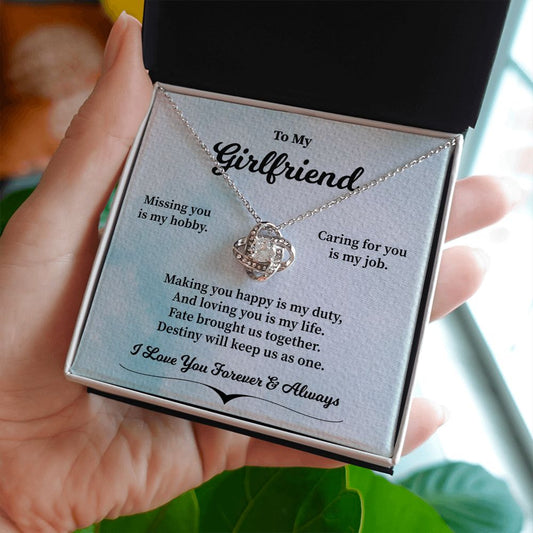 To My
Girlfriend
Missing you
is my hobby.
Caring for you
is my job.
Making you happy is my duty,
And loving you is my life.
Fate brought us together.
Destiny will keep us as one.
I Love You Forever & Always